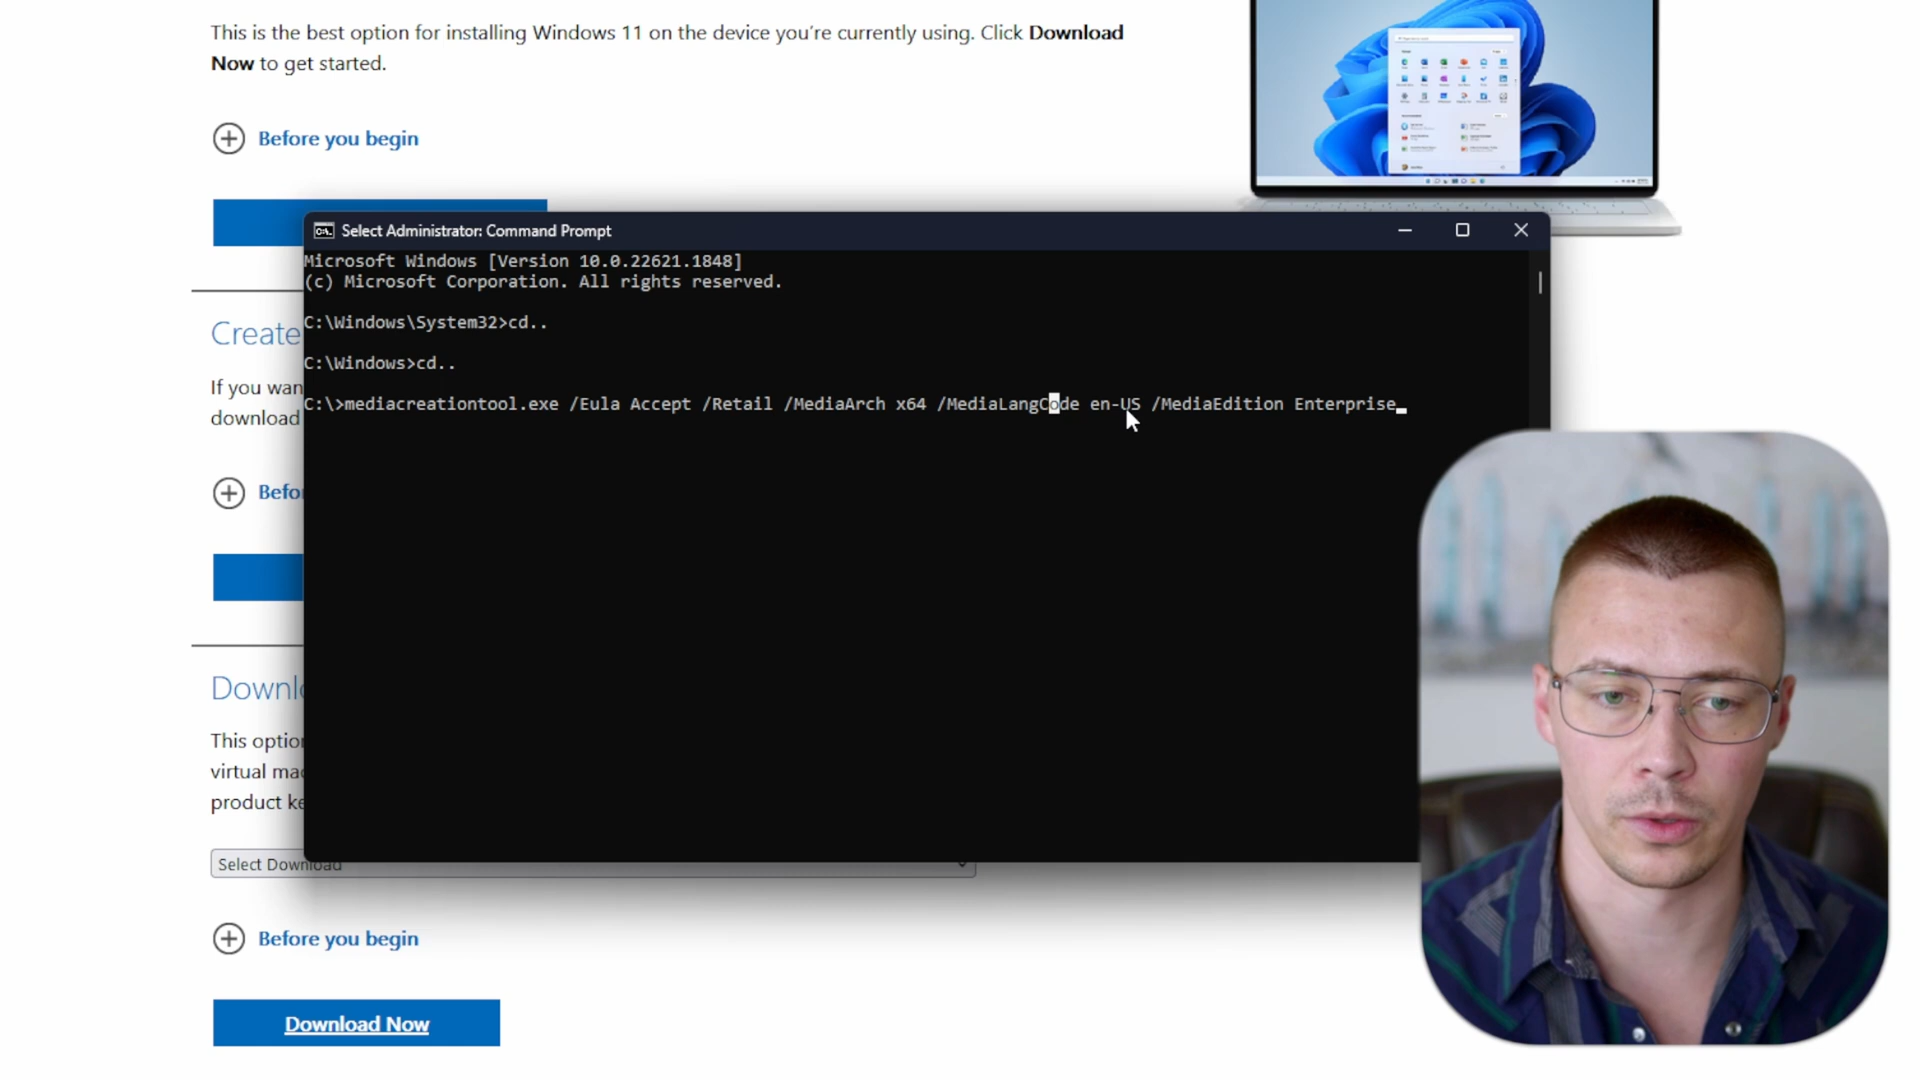 This is the best option for installing Windows 11 on the device you're currently using. Click Download
Now to get started.
Before you begin
Select Administrator: Command Prompt
Microsoft Windows [Version 10.0.22621.1848]
(c) Microsoft Corporation. All rights reserved.
C:\Windows\System32>cd..
Create
C:\Windows>cd..
If you wan
C:\>mediacreationtool.exe /Eula Accept /Retail /MediaArch x64 /MediaLangCode en-US /MediaEdition Enterprise
download
Befo
Downlo
This option
virtual mac
product ke
Select Download
Before you begin
Download Now